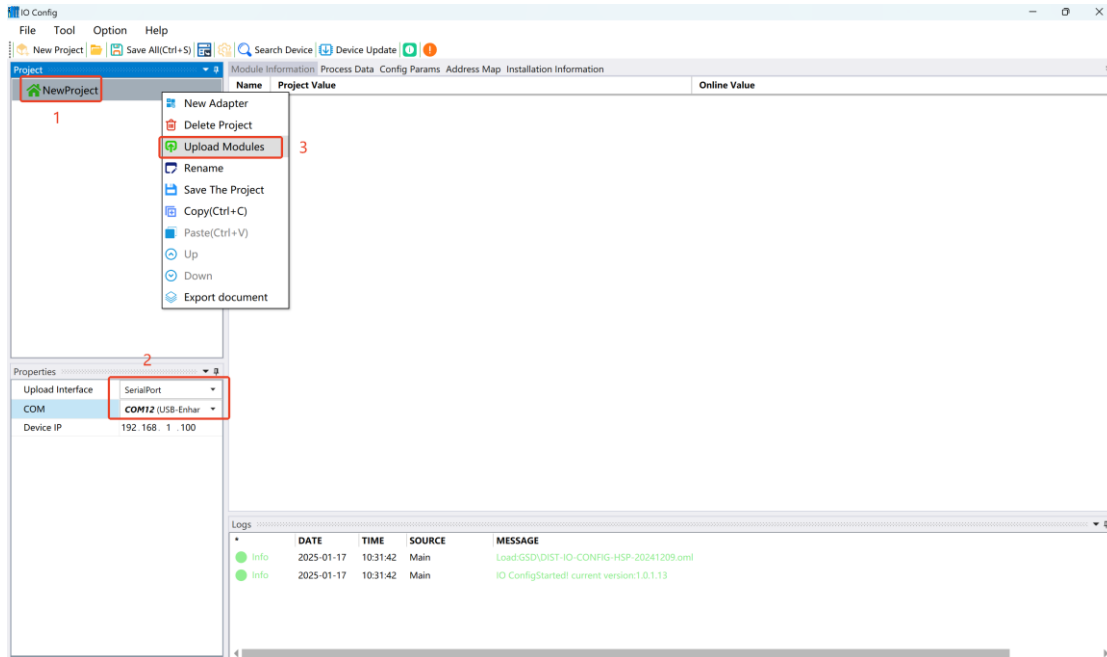 IO Config
File Tool Option Help
New Project Save All(Ctrl+S) Search Device Device Update
Project
NewProject
1
New Adapter
Delete Project
Upload Modules
3
Rename
Save The Project
Copy(Ctrl+C)
Paste(Ctrl+V)
Up
Down
Export document
Module Information Process Data Config Params Address Map Installation Information
Name Project Value Online Value
2
Properties
Upload Interface SerialPort
COM COM12 (USB-Enhar
Device IP 192.168. 1 .100
Logs
* DATE TIME SOURCE MESSAGE
Info 2025-01-17 10:31:42 Main Load:GSD\DIST-IO-CONFIG-HSP-20241209.oml
Info 2025-01-17 10:31:42 Main IO ConfigStarted! current version:1.0.1.13